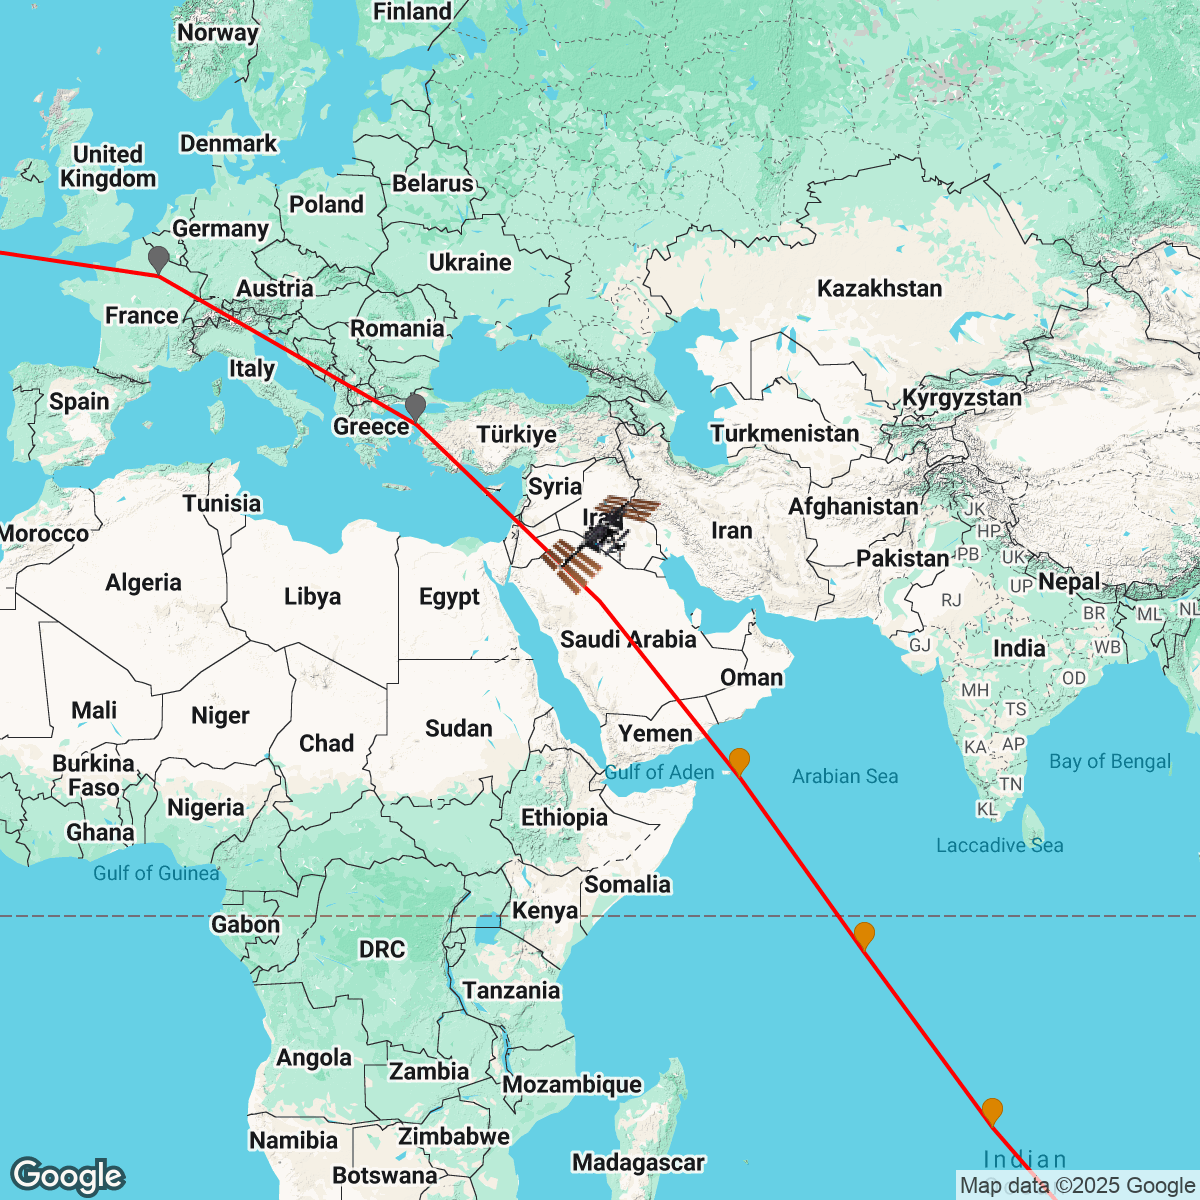 Finland
Norway
Denmark
United
Kingdom
Belarus
Poland
Germany
Ukraine
Austria
Kazakhstan
France
Romania
Italy
Kyrgyzstan
Spain
Greece
Türkiye
Turkmenistan
Syria
Tunisia
Afghanistan
JK
Morocco
Iran
HP
PB
UK
Pakistan
Algeria
Libya
Egypt
UP
Nepal
RJ
BR
ML
NL
Saudi Arabia
GJ
India
WB
Oman
OD
MH
Mali
Niger
TS
Sudan
Yemen
Chad
KA
AP
Burkina
Faso
Gulf of Aden
Arabian Sea
Bay of Bengal
TN
Nigeria
KL
Ethiopia
Ghana
Laccadive Sea
Gulf of Guinea
Somalia
Kenya
Gabon
DRC
Tanzania
Angola
Zambia
Mozambique
Namibia
Zimbabwe
Madagascar
Indian
Botswana
Google
Map data ©2025 Google